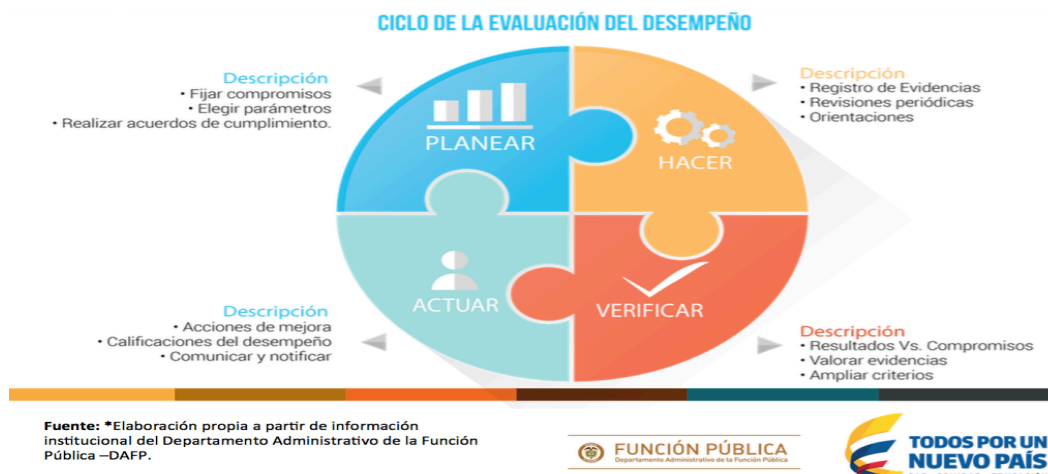 CICLO DE LA EVALUACIÓN DEL DESEMPEÑO
Descripción
• Fijar compromisos
• Elegir parámetros
• Realizar acuerdos de cumplimiento.
PLANEAR
Descripción
• Registro de Evidencias
• Revisiones periódicas
• Orientaciones
HACER
Descripción
• Acciones de mejora
• Calificaciones del desempeño
• Comunicar y notificar
ACTUAR
VERIFICAR
Descripción
• Resultados Vs. Compromisos
• Valorar evidencias
• Ampliar criterios
Fuente: *Elaboración propia a partir de información
institucional del Departamento Administrativo de la Función
Pública –DAFP.
FUNCIÓN PÚBLICA
Departamento Administrativo de la Función Pública
TODOS POR UN
NUEVO PAÍS